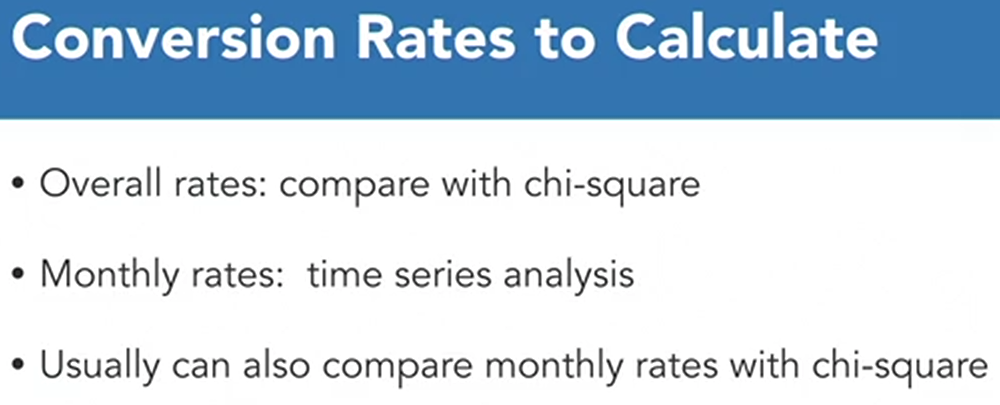 Conversion Rates to Calculate
• Overall rates: compare with chi-square
• Monthly rates:  time series analysis
• Usually can also compare monthly rates with chi-square